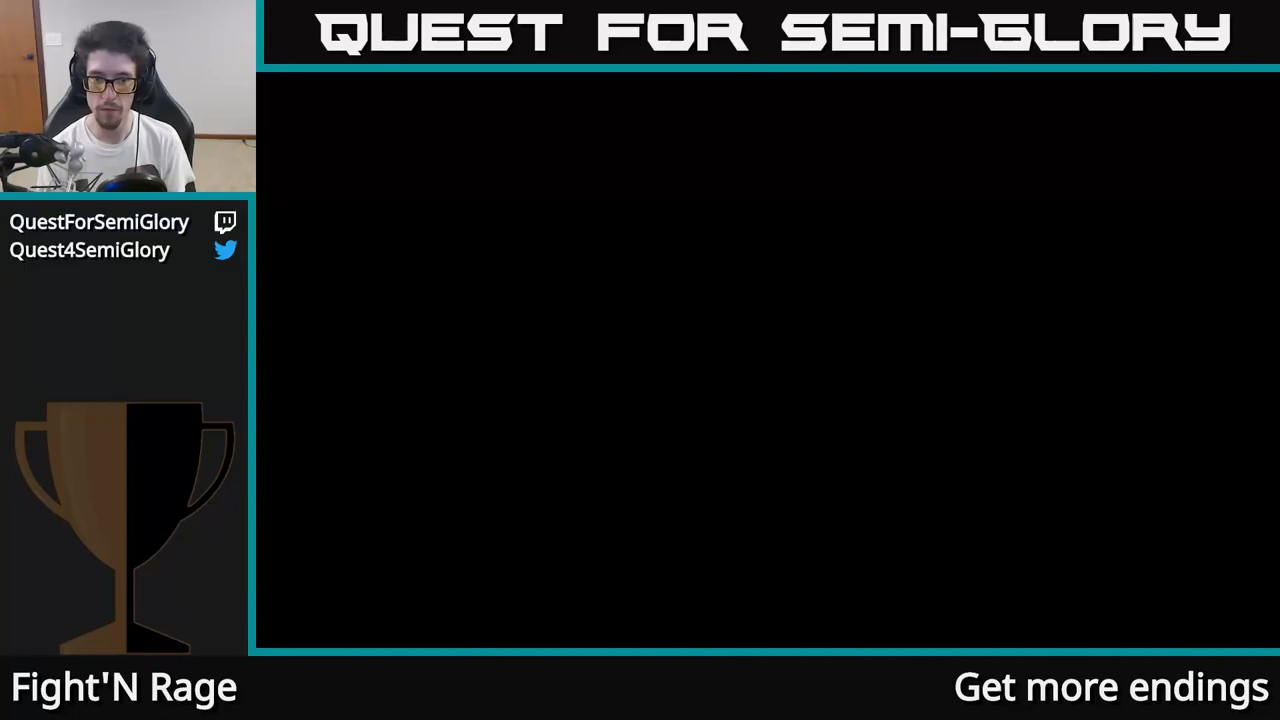 QUEST FOR SEMI-GLORY
QuestForSemiGlory
Quest4SemiGlory
Fight'N Rage
Get more endings